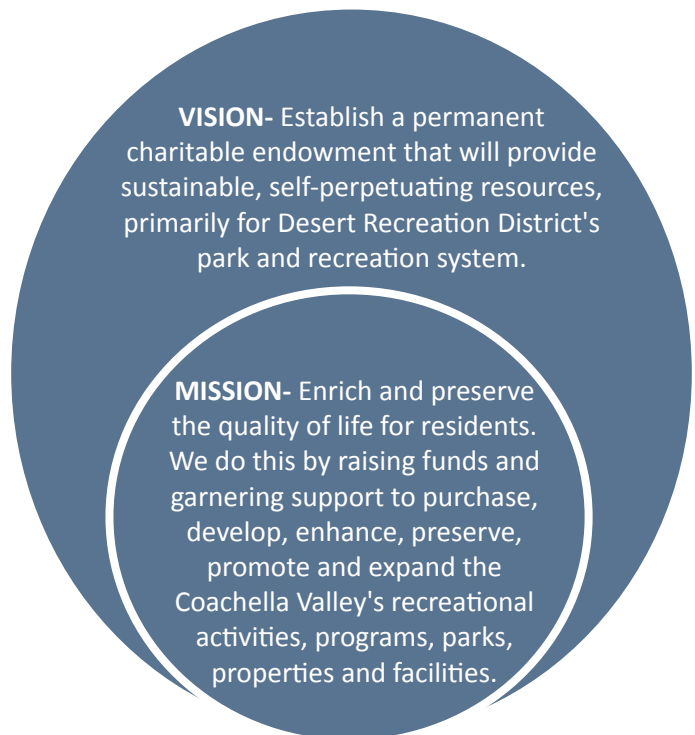 VISION- Establish a permanent
charitable endowment that will provide
sustainable, self-perpetuating resources,
primarily for Desert Recreation District's
park and recreation system.
MISSION- Enrich and preserve
the quality of life for residents.
We do this by raising funds and
garnering support to purchase,
develop, enhance, preserve,
promote and expand the
Coachella Valley's recreational
activities, programs, parks,
properties and facilities.